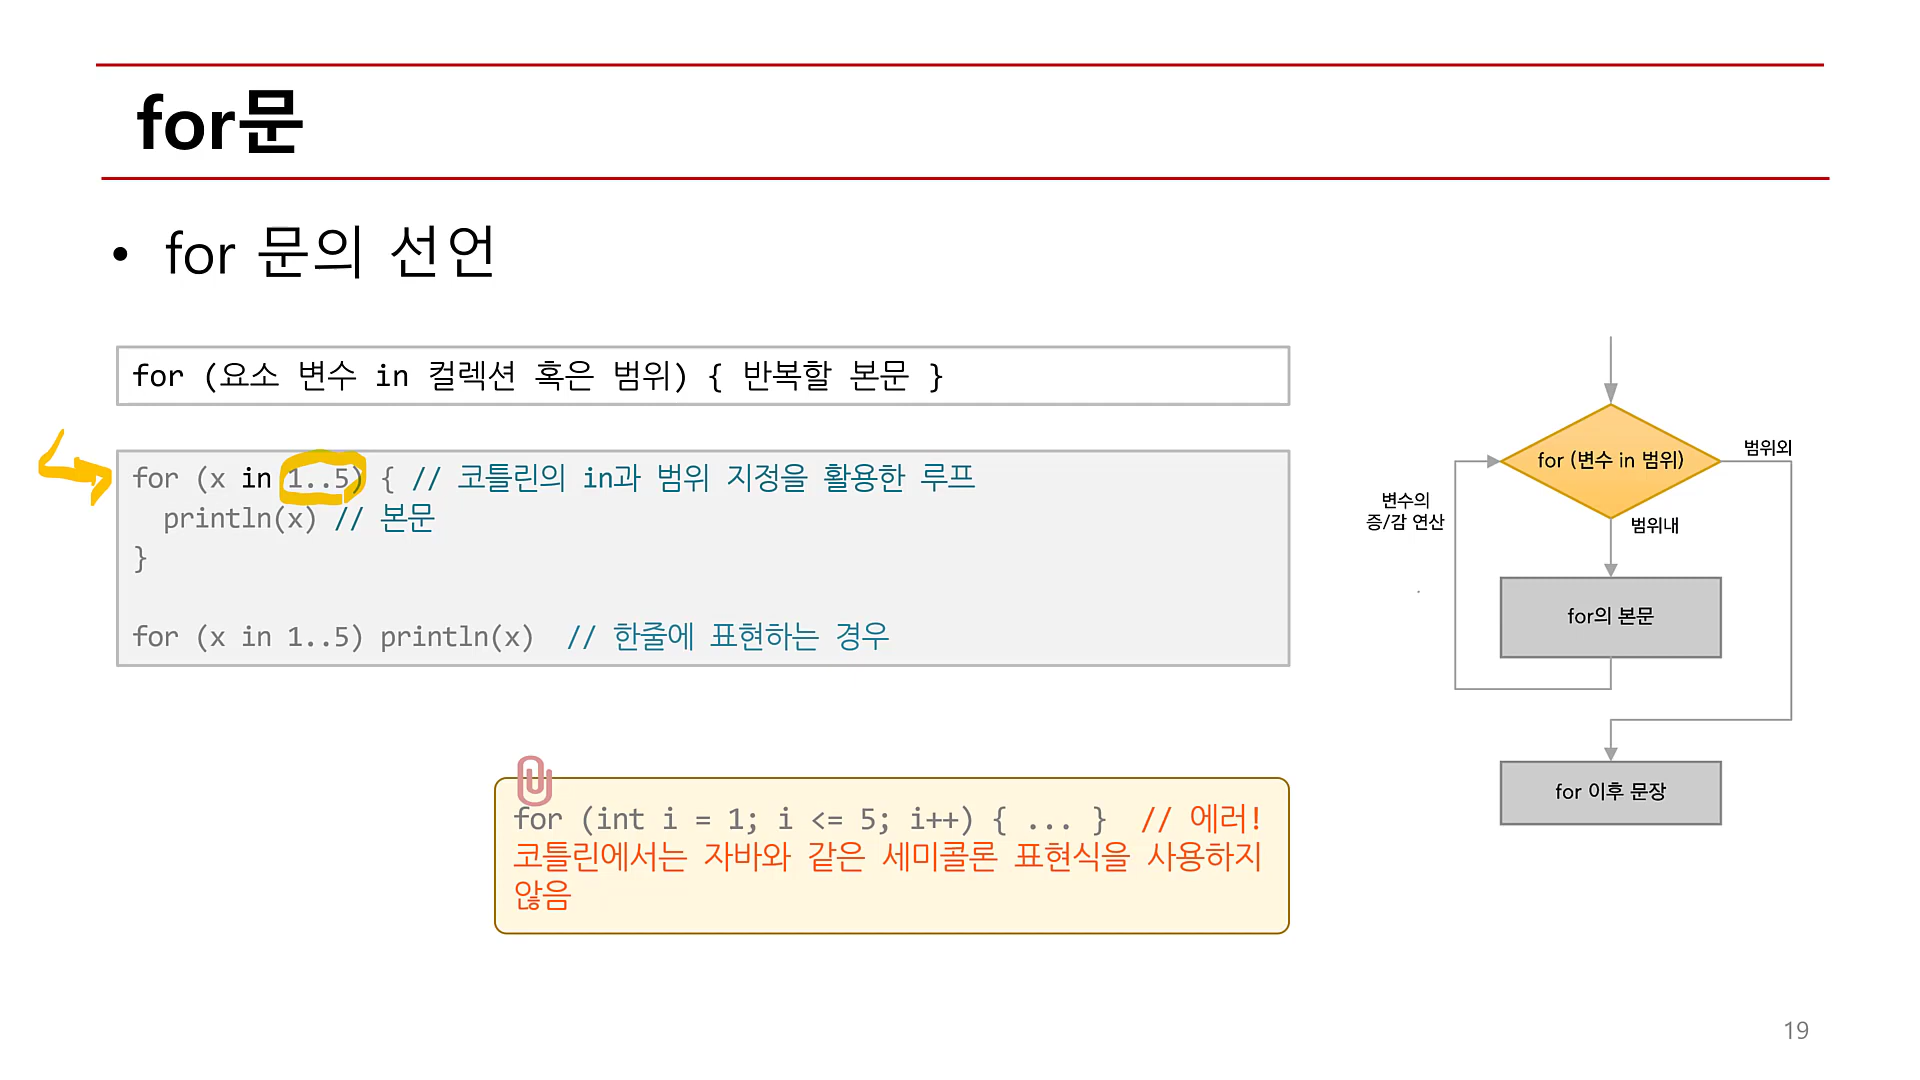 for문
• for 문의 선언
for (요소 변수 in 컬렉션 혹은 범위) { 반복할 본문 }
for (x in 1..5) { // 코틀린의 in과 범위 지정을 활용한 루프
  println(x) // 본문
}
for (x in 1..5) println(x)  // 한줄에 표현하는 경우
for (int i = 1; i <= 5; i++) { ... }  // 에러!
코틀린에서는 자바와 같은 세미콜론 표현식을 사용하지
않음
for (변수 in 범위)
범위외
변수의
증/감 연산
범위내
for의 본문
for 이후 문장
19